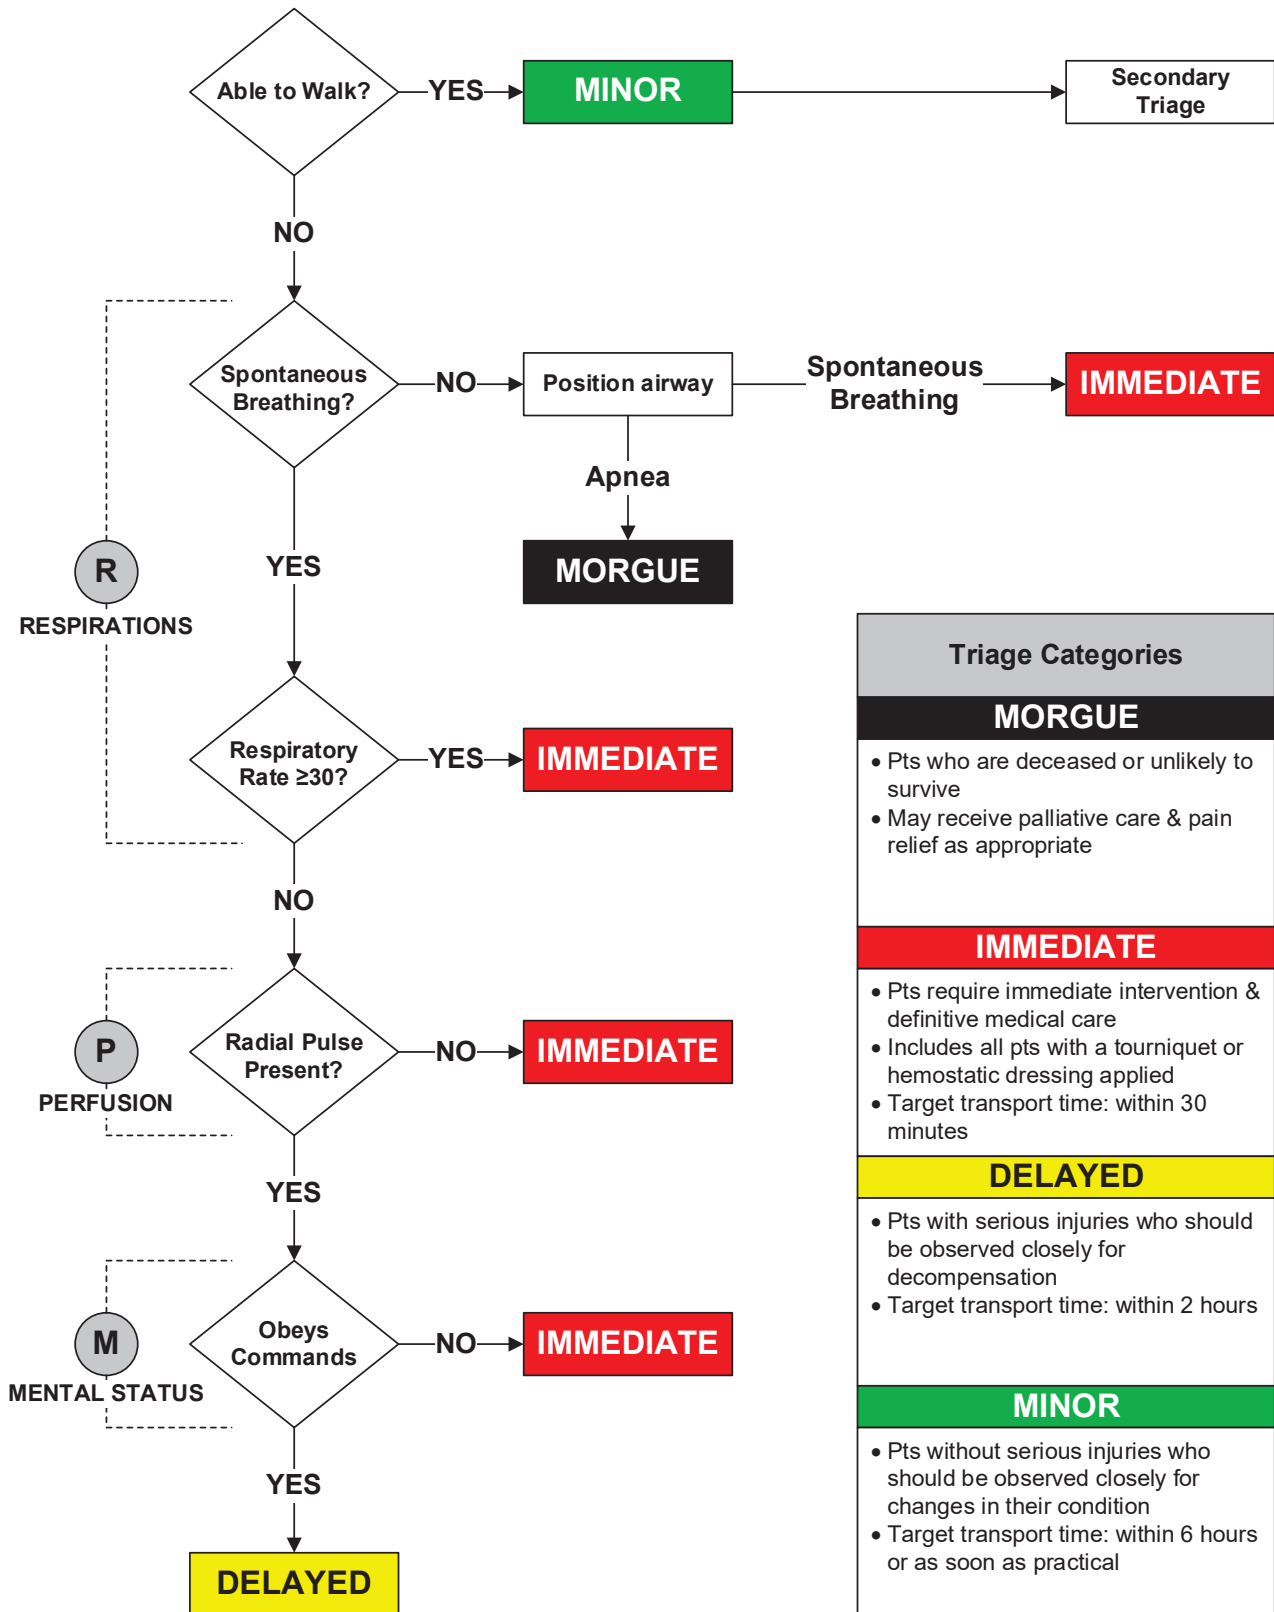 Able to Walk?
YES
MINOR
Secondary
Triage
NO
Spontaneous
Breathing?
NO
Position airway
Spontaneous
Breathing
IMMEDIATE
Apnea
MORGUE
YES
R
RESPIRATIONS
Respiratory
Rate ≥30?
YES
IMMEDIATE
NO
P
PERFUSION
Radial Pulse
Present?
NO
IMMEDIATE
YES
M
MENTAL STATUS
Obeys
Commands
NO
IMMEDIATE
YES
DELAYED
Triage Categories
MORGUE
• Pts who are deceased or unlikely to
survive
• May receive palliative care & pain
relief as appropriate
IMMEDIATE
• Pts require immediate intervention &
definitive medical care
• Includes all pts with a tourniquet or
hemostatic dressing applied
• Target transport time: within 30
minutes
DELAYED
• Pts with serious injuries who should
be observed closely for
decompensation
• Target transport time: within 2 hours
MINOR
• Pts without serious injuries who
should be observed closely for
changes in their condition
• Target transport time: within 6 hours
or as soon as practical